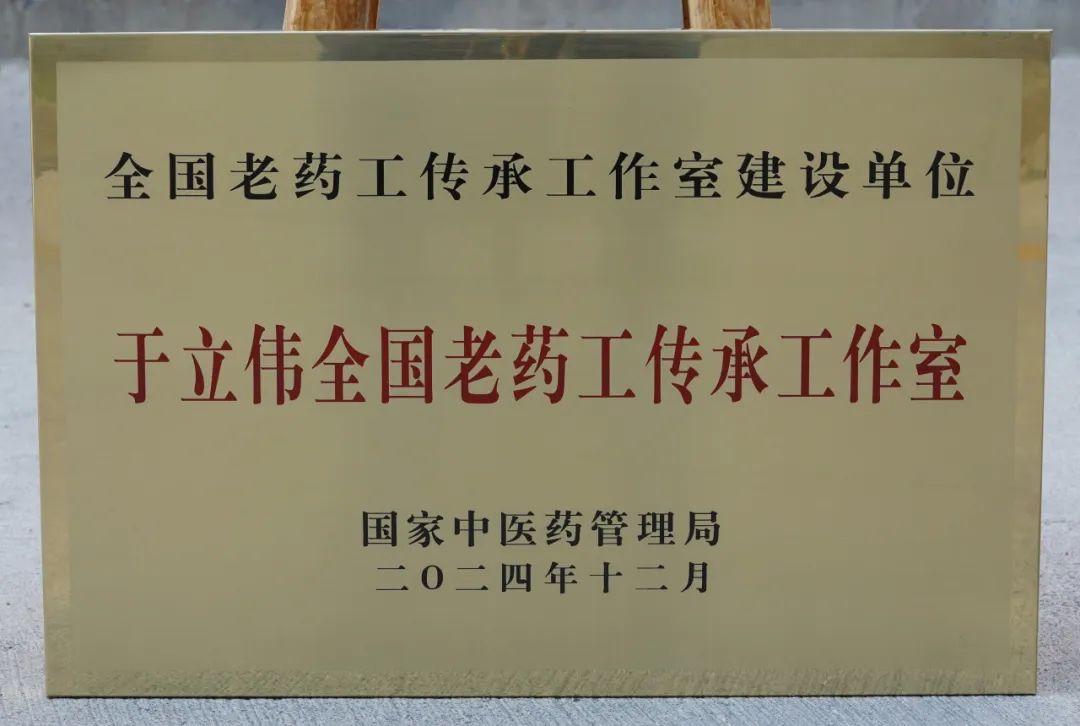 全国老药工传承工作室建设单位
于立伟全国老药工传承工作室
国家中医药管理局
二〇二四年十二月